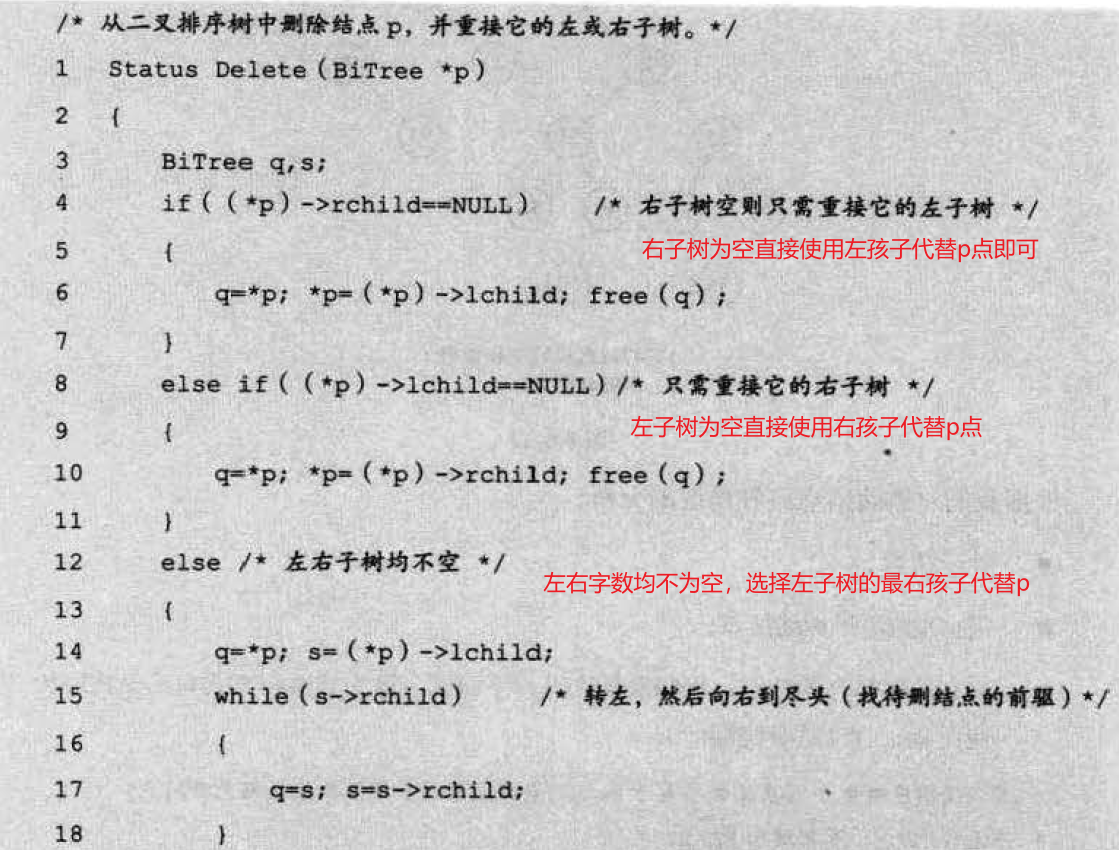 /* 从二叉排序树中删除结点 p, 并重接它的左或右子树。*/
1 Status Delete(BiTree *p)
2 {
3 BiTree q,s;
4 if((*p)->rchild==NULL) /* 右子树空则只需重接它的左子树 */
5 {
右子树为空直接使用左孩子代替p点即可
6 q=*p; *p=(*p)->lchild; free(q);
7 }
8 else if((*p)->lchild==NULL)/* 只需重接它的右子树 */
9 {
左子树为空直接使用右孩子代替p点
10 q=*p; *p=(*p)->rchild; free(q);
11 }
12 else /* 左右子树均不空 */
左右字数均不为空，选择左子树的最右孩子代替p
13 {
14 q=*p; s=(*p)->lchild;
15 while(s->rchild) /* 转左，然后向右到尽头（找待删结点的前驱）*/
16 {
17 q=s; s=s->rchild;
18 }